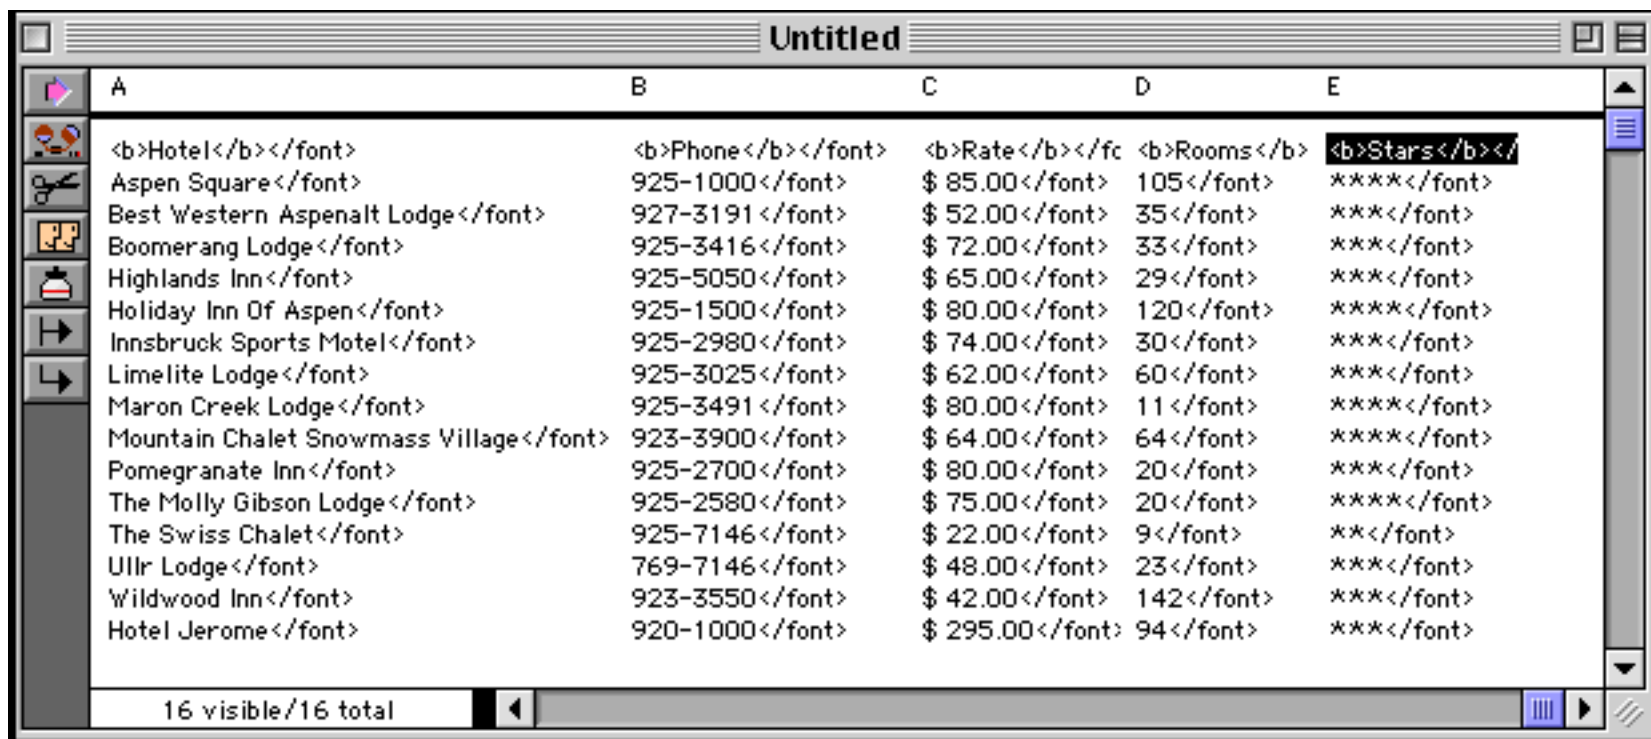 Untitled
A B C D E
<b>Hotel</b></font> <b>Phone</b></font> <b>Rate</b></fc <b>Rooms</b> <b>Stars</b></
Aspen Square</font> 925-1000</font> $ 85.00</font> 105</font> ****</font>
Best Western Aspenalt Lodge</font> 927-3191</font> $ 52.00</font> 35</font> ***</font>
Boomerang Lodge</font> 925-3416</font> $ 72.00</font> 33</font> ***</font>
Highlands Inn</font> 925-5050</font> $ 65.00</font> 29</font> ***</font>
Holiday Inn Of Aspen</font> 925-1500</font> $ 80.00</font> 120</font> ****</font>
Innsbruck Sports Motel</font> 925-2980</font> $ 74.00</font> 30</font> ***</font>
Limelite Lodge</font> 925-3025</font> $ 62.00</font> 60</font> ***</font>
Maron Creek Lodge</font> 925-3491</font> $ 80.00</font> 11</font> ****</font>
Mountain Chalet Snowmass Village</font> 923-3900</font> $ 64.00</font> 64</font> ****</font>
Pomegranate Inn</font> 925-2700</font> $ 80.00</font> 20</font> ***</font>
The Molly Gibson Lodge</font> 925-2580</font> $ 75.00</font> 20</font> ****</font>
The Swiss Chalet</font> 925-7146</font> $ 22.00</font> 9</font> **</font>
Ullr Lodge</font> 769-7146</font> $ 48.00</font> 23</font> ***</font>
Wildwood Inn</font> 923-3550</font> $ 42.00</font> 142</font> ***</font>
Hotel Jerome</font> 920-1000</font> $ 295.00</font> 94</font> ***</font>
16 visible/16 total